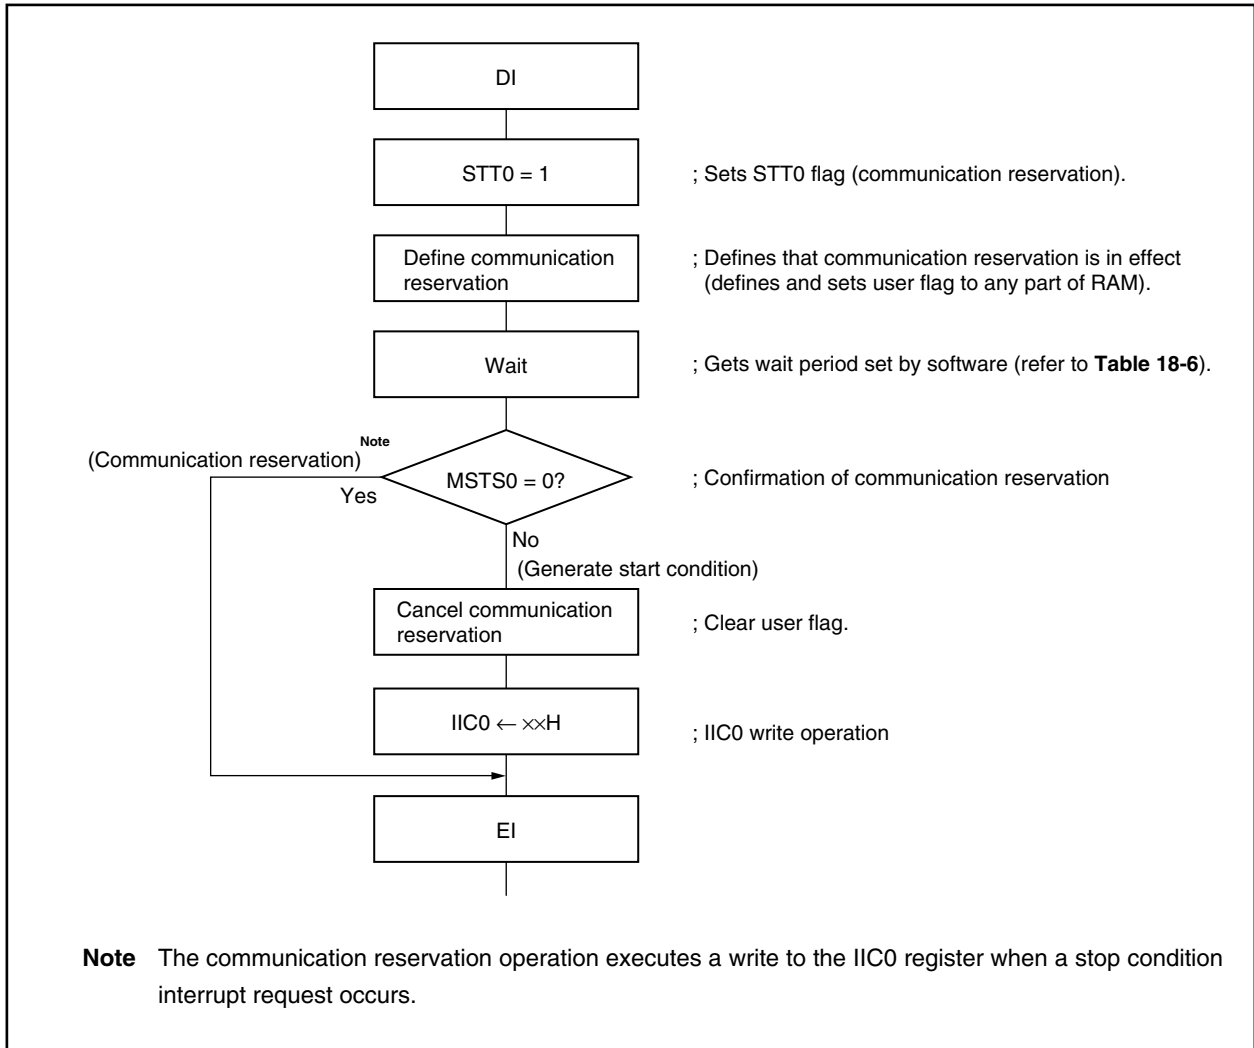 DI
STT0 = 1
; Sets STT0 flag (communication reservation).
Define communication
reservation
; Defines that communication reservation is in effect
(defines and sets user flag to any part of RAM).
Wait
; Gets wait period set by software (refer to Table 18-6).
(Communication reservation) Note
MSTS0 = 0?
; Confirmation of communication reservation
Yes
No
(Generate start condition)
Cancel communication
reservation
; Clear user flag.
IIC0 ← ××H
; IIC0 write operation
EI
Note The communication reservation operation executes a write to the IIC0 register when a stop condition
interrupt request occurs.